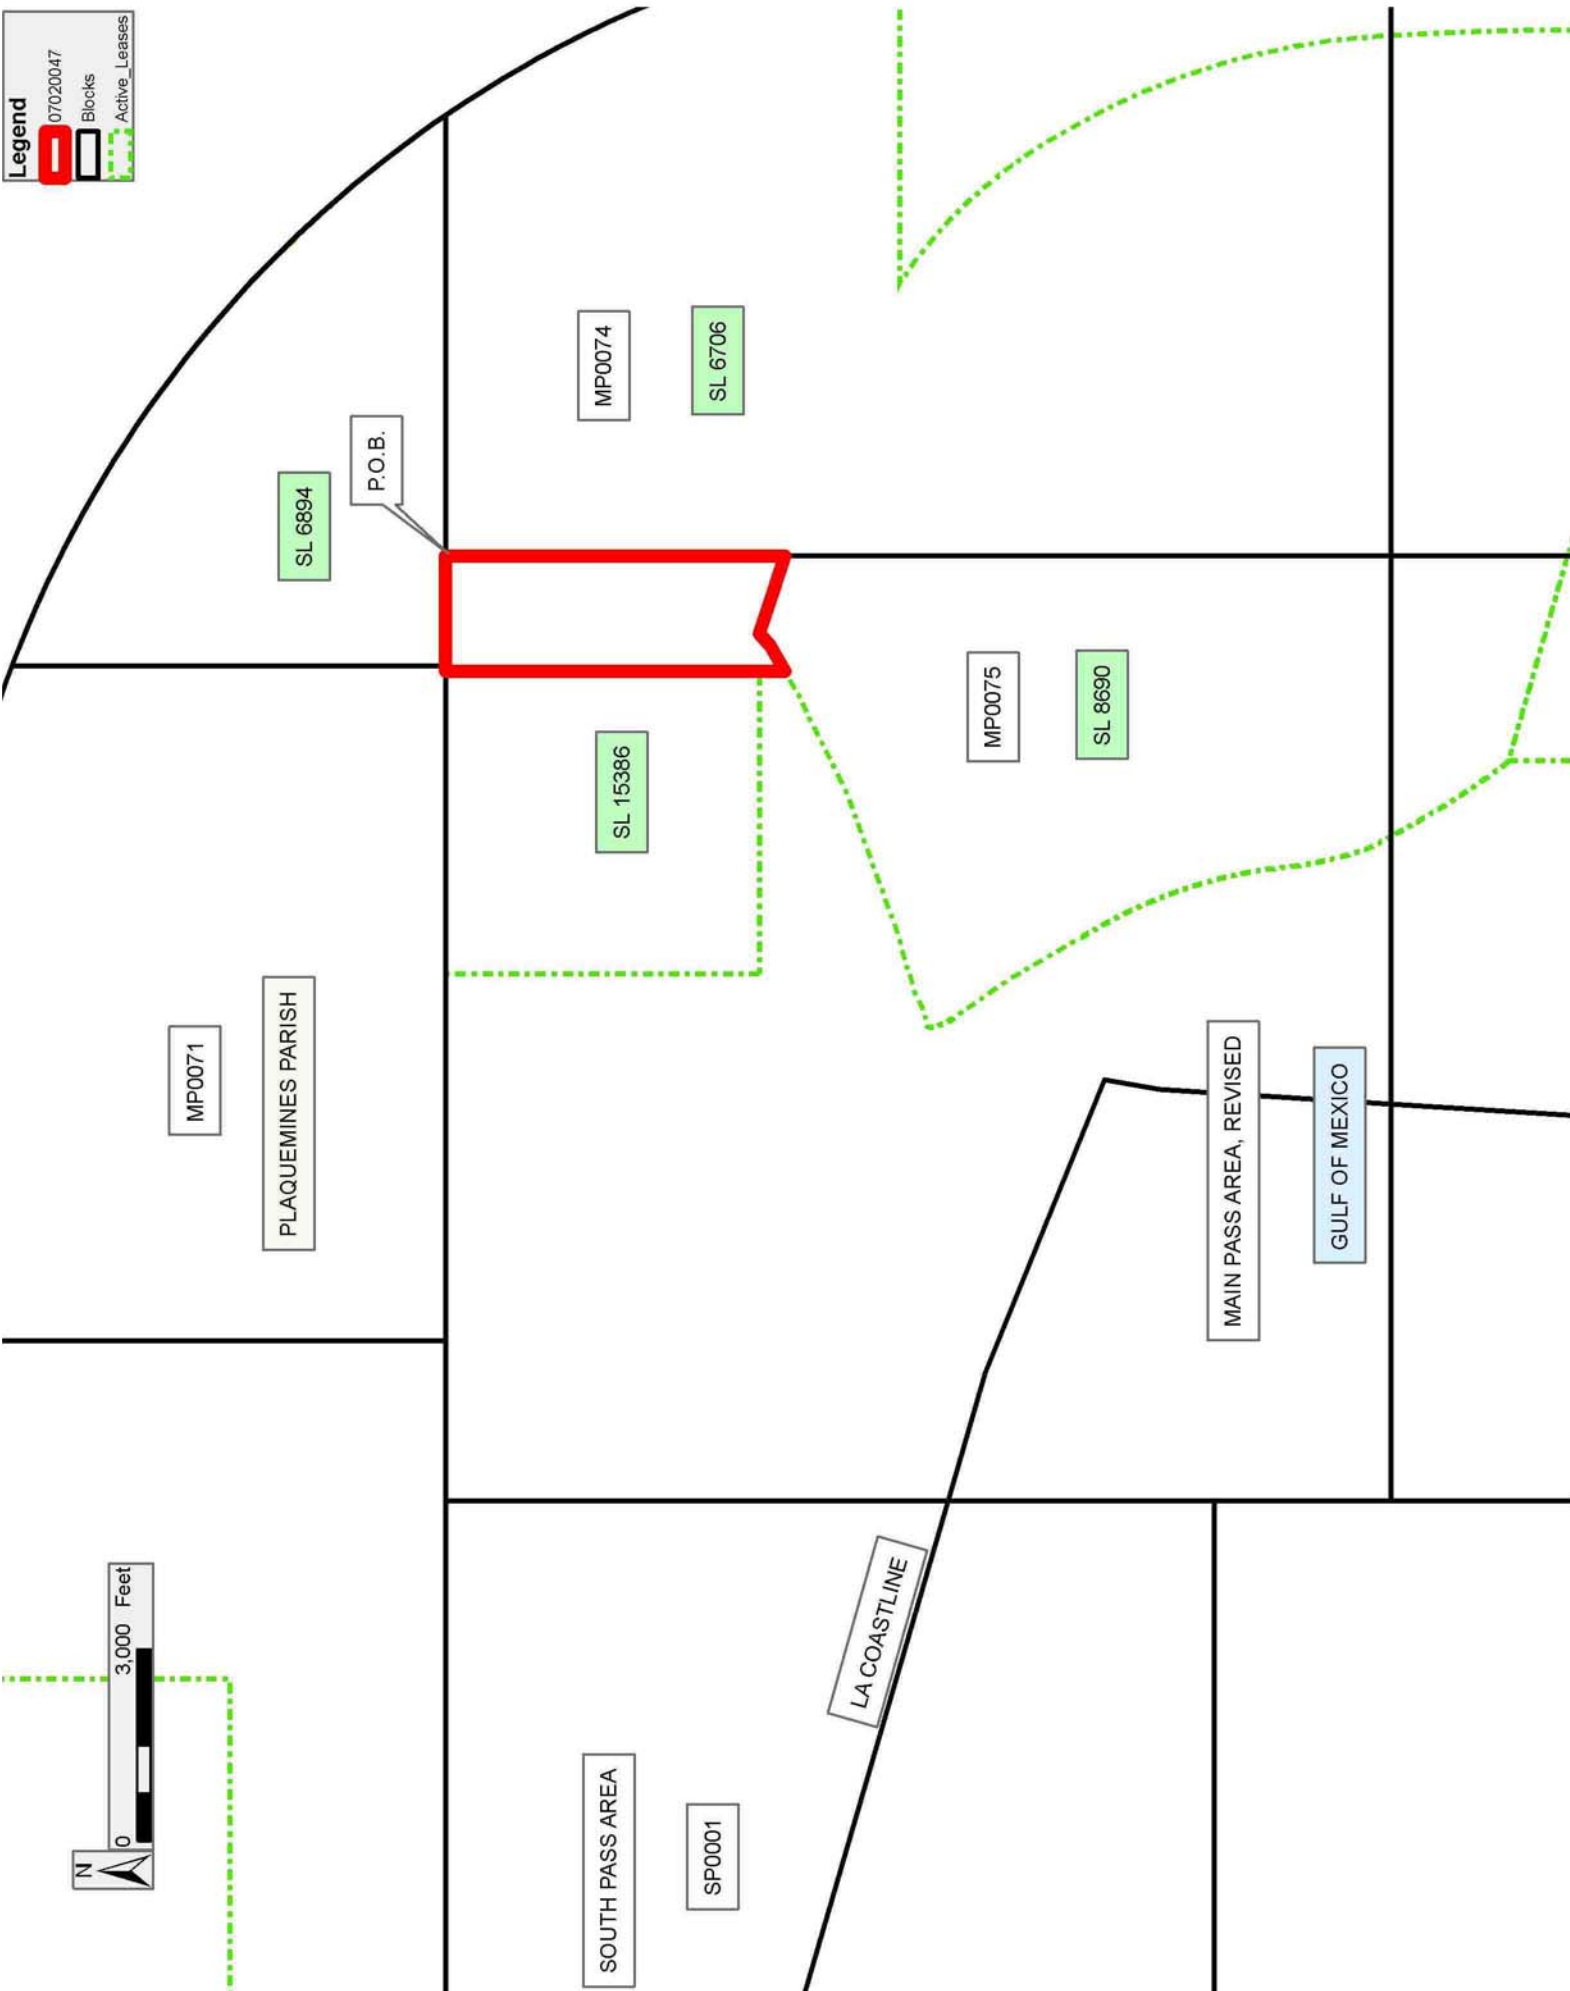 N
0 3,000 Feet
Legend
07020047
Blocks
Active_Leases
MP0071
PLAQUEMINES PARISH
SL 6894
P.O.B.
SOUTH PASS AREA
SP0001
SL 15386
MP0074
SL 6706
LA COASTLINE
MP0075
SL 8690
MAIN PASS AREA, REVISED
GULF OF MEXICO